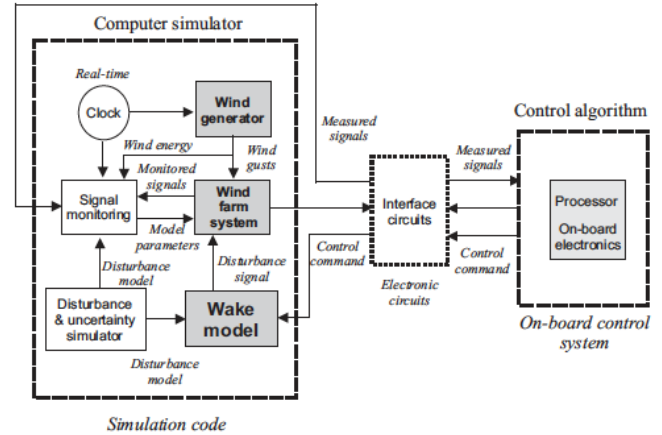 Computer simulator
Real-time
Clock
Wind
generator
Measured
signals
Control algorithm
Wind energy
Wind
gusts
Measured
signals
Monitored
signals
Signal
monitoring
Wind
farm
system
Interface
circuits
Processor
On-board
electronics
Model
parameters
Disturbance
model
Disturbance
signal
Control
command
Control
command
Electronic
circuits
Disturbance
& uncertainty
simulator
Wake
model
On-board control
system
Disturbance
model
Simulation code